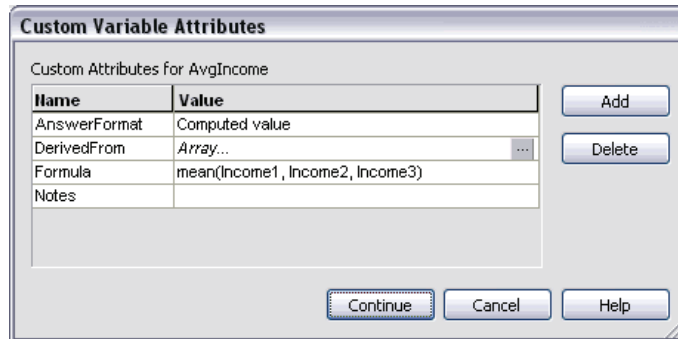 Custom Variable Attributes
Custom Attributes for AvgIncome
Name Value
AnswerFormat Computed value
DerivedFrom Array... ...
Formula mean(Income1, Income2, Income3)
Notes
Add
Delete
Continue Cancel Help